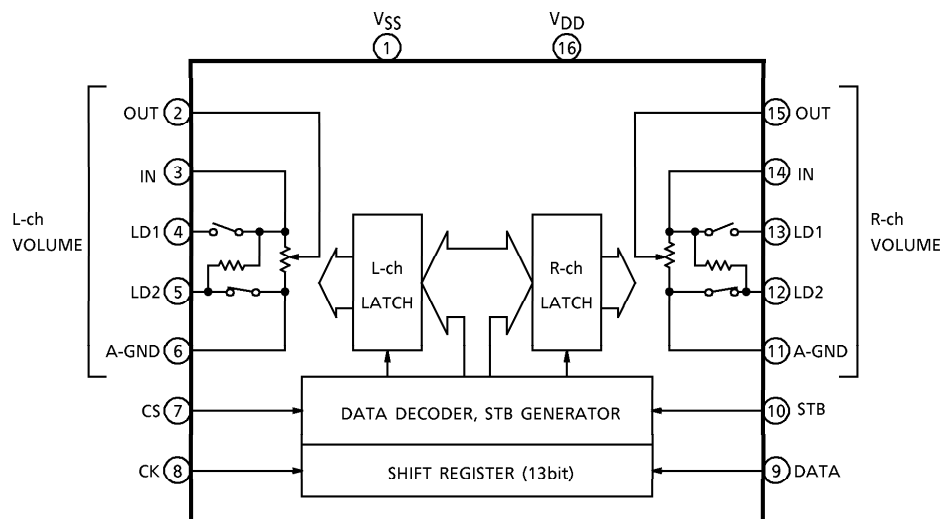 VSS VDD
1 16
OUT 2 15 OUT
IN 3 14 IN
L-ch
VOLUME
R-ch
VOLUME
LD1 4 13 LD1
L-ch
LATCH
R-ch
LATCH
LD2 5 12 LD2
A-GND 6 11 A-GND
CS 7 DATA DECODER, STB GENERATOR 10 STB
CK 8 SHIFT REGISTER (13bit) 9 DATA